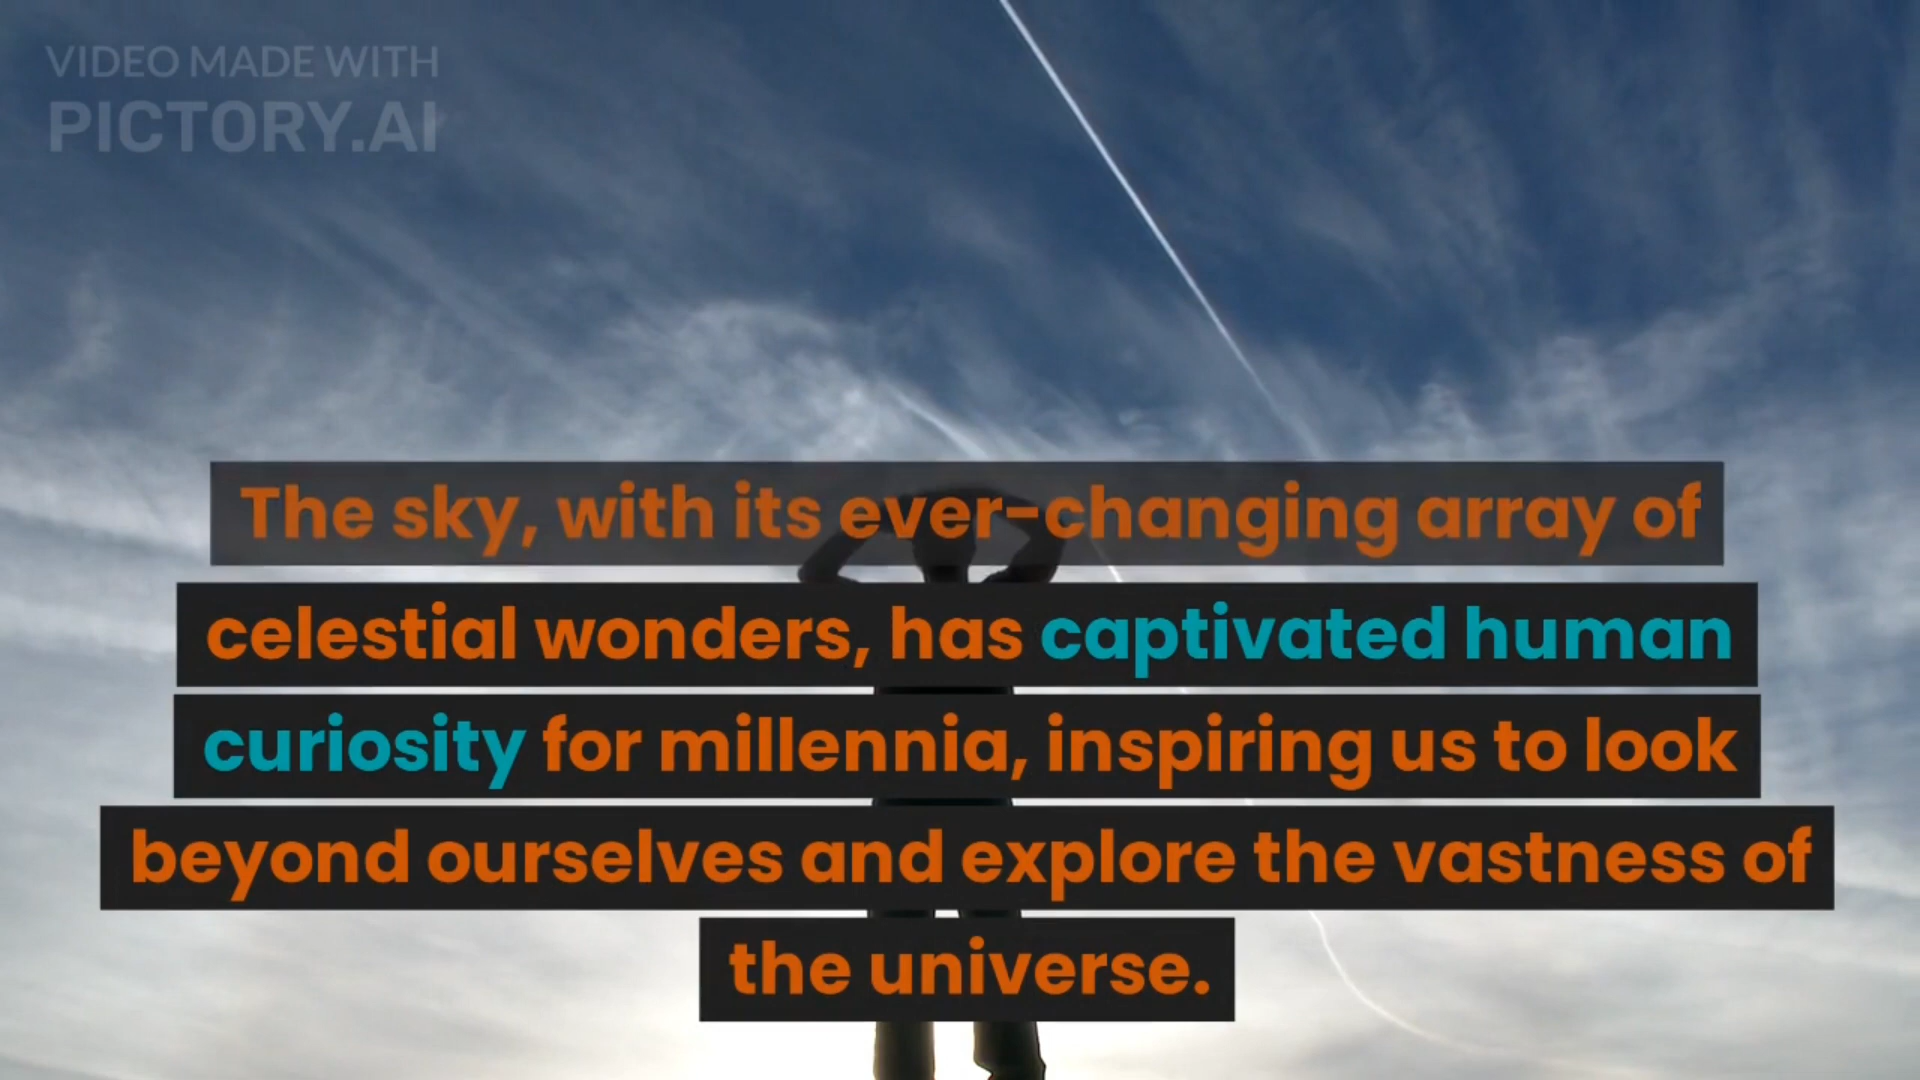 VIDEO MADE WITH
PICTORY.AI
The sky, with its ever-changing array of
celestial wonders, has captivated human
curiosity for millennia, inspiring us to look
beyond ourselves and explore the vastness of
the universe.